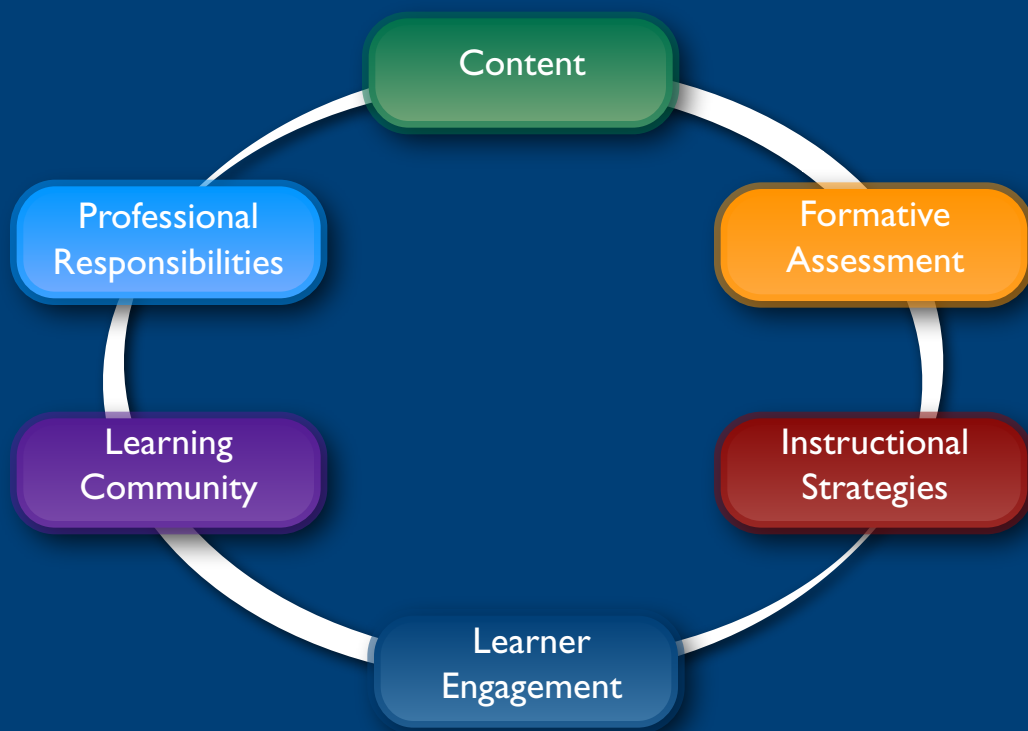 Content
Formative
Assessment
Instructional
Strategies
Learner
Engagement
Learning
Community
Professional
Responsibilities